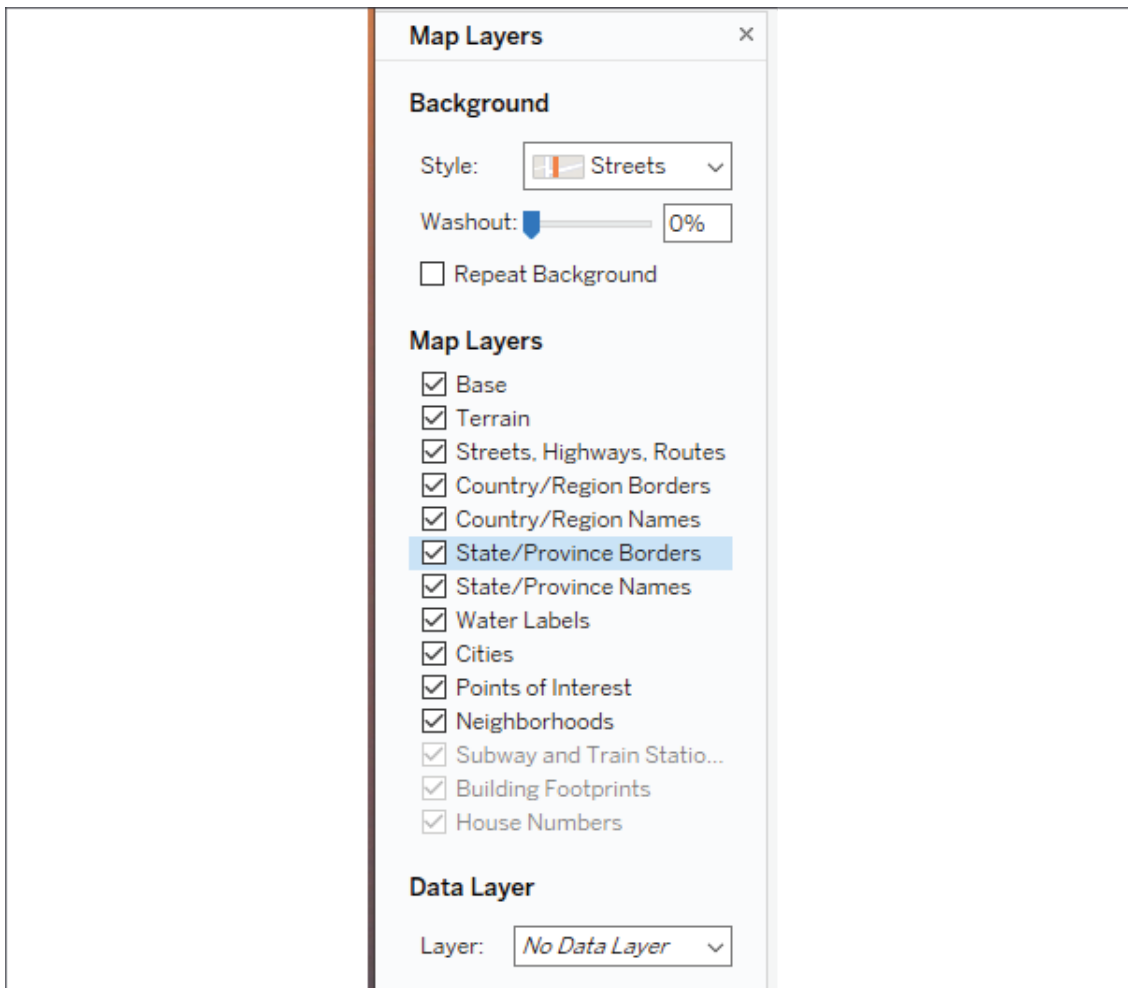 Map Layers
Background
Style: Streets
Washout: 0%
Repeat Background
Map Layers
Base
Terrain
Streets, Highways, Routes
Country/Region Borders
Country/Region Names
State/Province Borders
State/Province Names
Water Labels
Cities
Points of Interest
Neighborhoods
Subway and Train Statio...
Building Footprints
House Numbers
Data Layer
Layer: No Data Layer